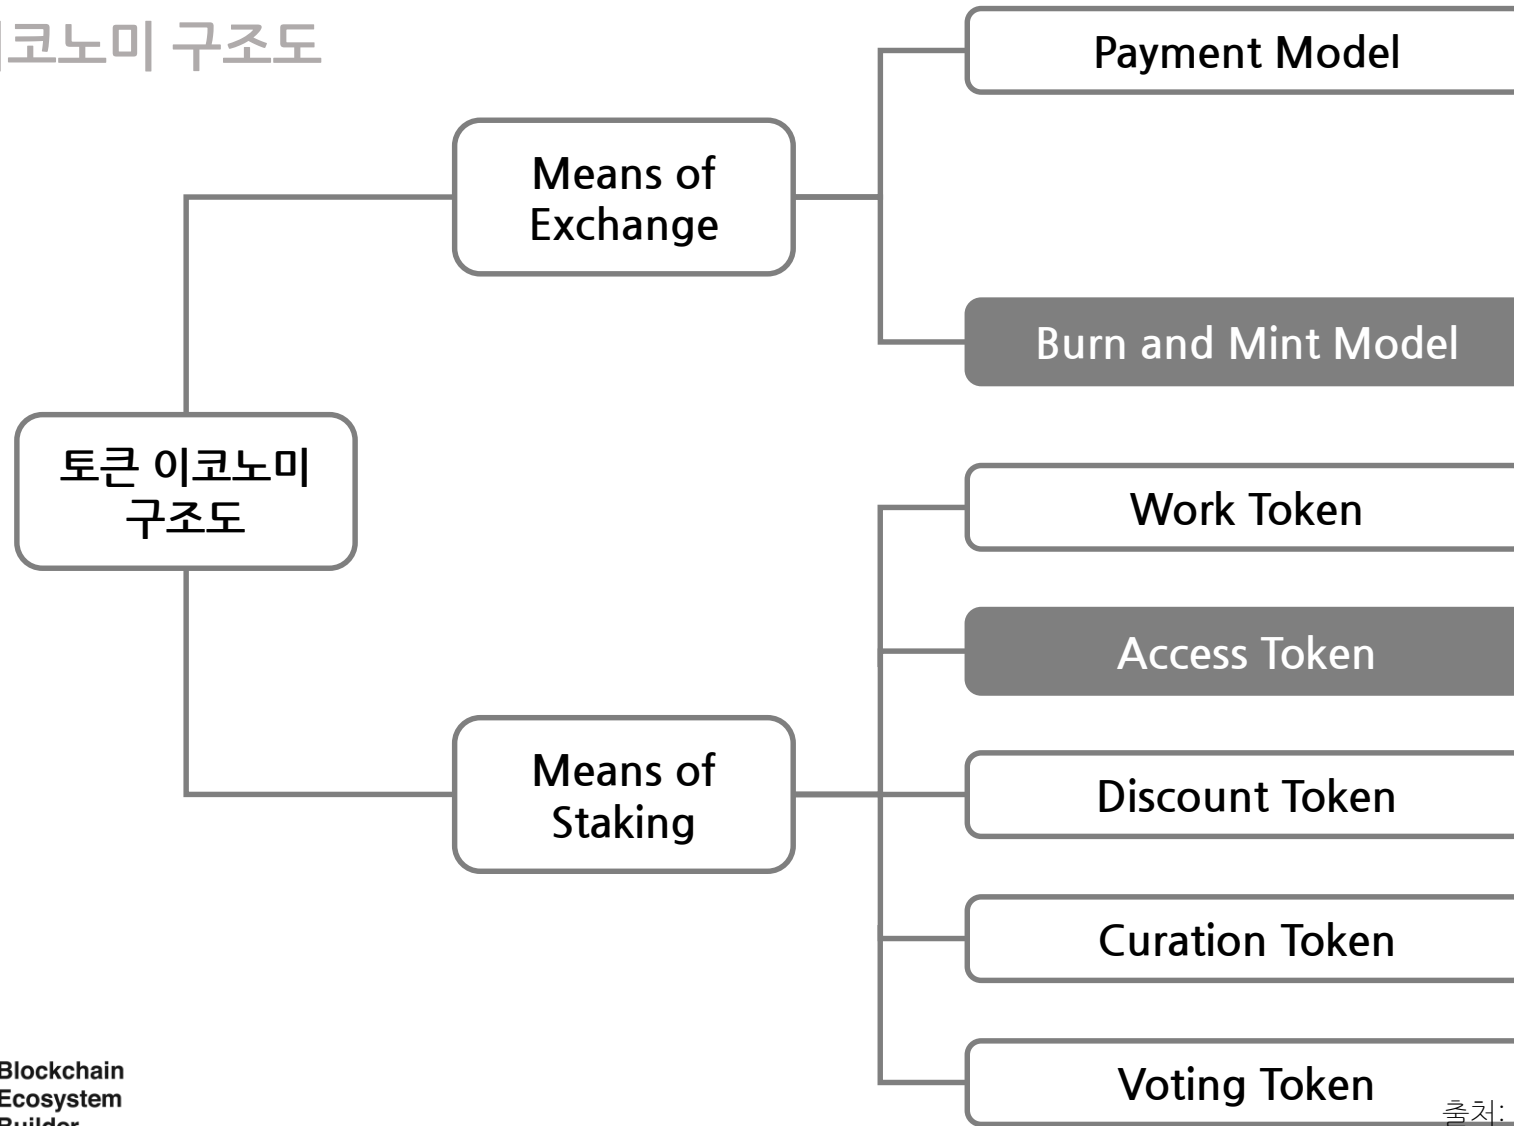 이코노미 구조도
Payment Model
Means of
Exchange
Burn and Mint Model
토큰 이코노미
구조도
Work Token
Access Token
Means of
Staking
Discount Token
Curation Token
Voting Token
Blockchain
Ecosystem
Builder
출처: